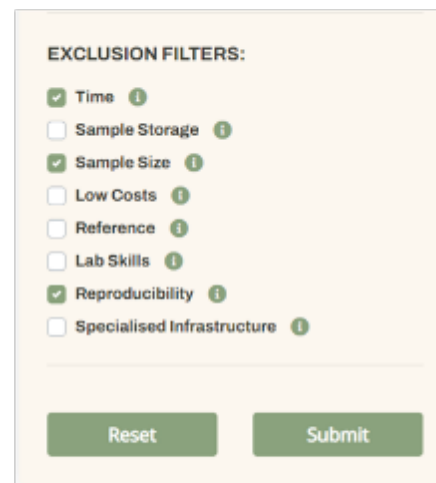 EXCLUSION FILTERS:
Time
Sample Storage
Sample Size
Low Costs
Reference
Lab Skills
Reproducibility
Specialised Infrastructure
Reset Submit